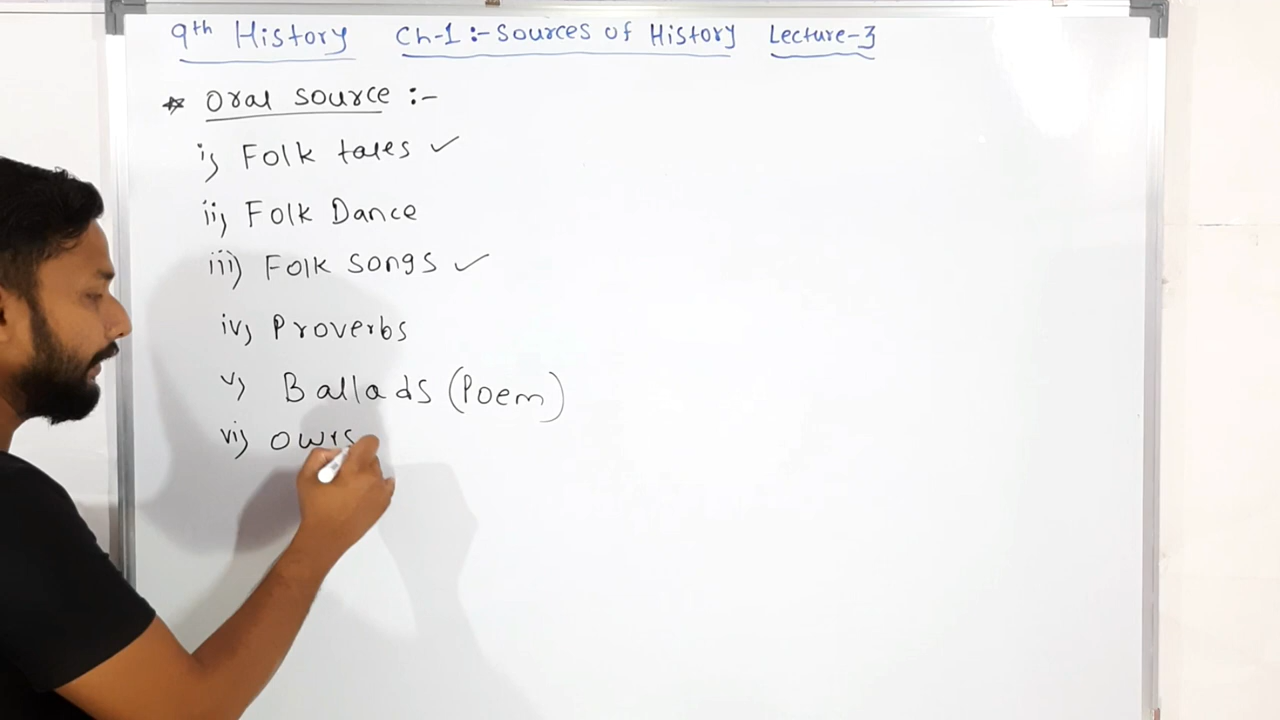 9th History Ch-1 :- Sources of History Lecture-3
* Oral source :-
i) Folk tales ✓
ii) Folk Dance
iii) Folk songs ✓
iv) Proverbs
v) Ballads (Poem)
vi)